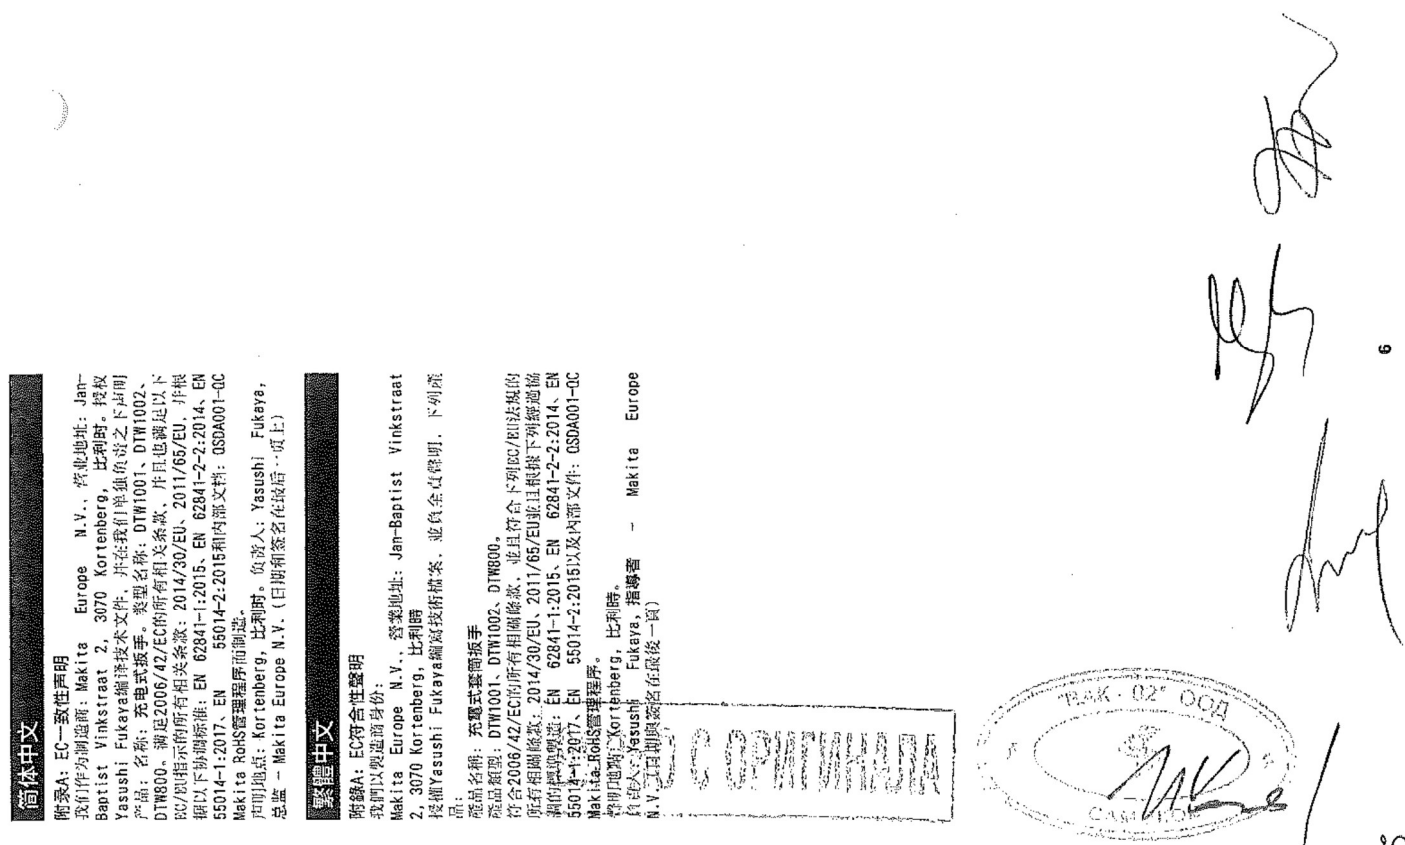 简体中文
附录A: EC一致性声明
我们作为制造商: Makita Europe N.V.、营业地址: Jan-
Baptist Vinkstraat 2, 3070 Kortenberg, 比利时。授权
Yasushi Fukaya编译技术文件, 并在我们单独负责之下声明
产品: 名称: 充电式扳手。类型名称: DTW1001、DTW1002、
DTW800。满足2006/42/EC的所有相关条款、并且也满足以下
EC/EU指示的所有相关条款: 2014/30/EU、2011/65/EU, 并根
据以下协调标准: EN 62841-1:2015、EN 62841-2-2:2014、EN
55014-1:2017、EN 55014-2:2015和内部文档: QSDA001-QC
Makita RoHS管理程序而制造。
声明地点: Kortenberg, 比利时。负责人: Yasushi Fukaya,
总监 - Makita Europe N.V. (日期和签名在最后一页上)
繁體中文
附錄A: EC符合性聲明
我們以製造商身份:
Makita Europe N.V.、營業地址: Jan-Baptist Vinkstraat
2, 3070 Kortenberg, 比利時
授權Yasushi Fukaya編寫技術檔案、並負全責聲明, 下列產
品:
產品名稱: 充電式套筒扳手
產品類型: DTW1001、DTW1002、DTW800。
符合2006/42/EC的所有相關條款、並且符合下列EC/EU法規的
所有相關條款: 2014/30/EU、2011/65/EU並且根據下列經過協
調的標準製造: EN 62841-1:2015、EN 62841-2-2:2014、EN
55014-1:2017、EN 55014-2:2015以及內部文件: QSDA001-QC
Makita RoHS管理程序。
聲明地點: Kortenberg, 比利時。
負責人: Yasushi Fukaya, 指導者 - Makita Europe
N.V. (日期與簽名在最後一頁)
С ОРИГИНАЛА
"ВАК - 02" ООД
САМОКОВ
6